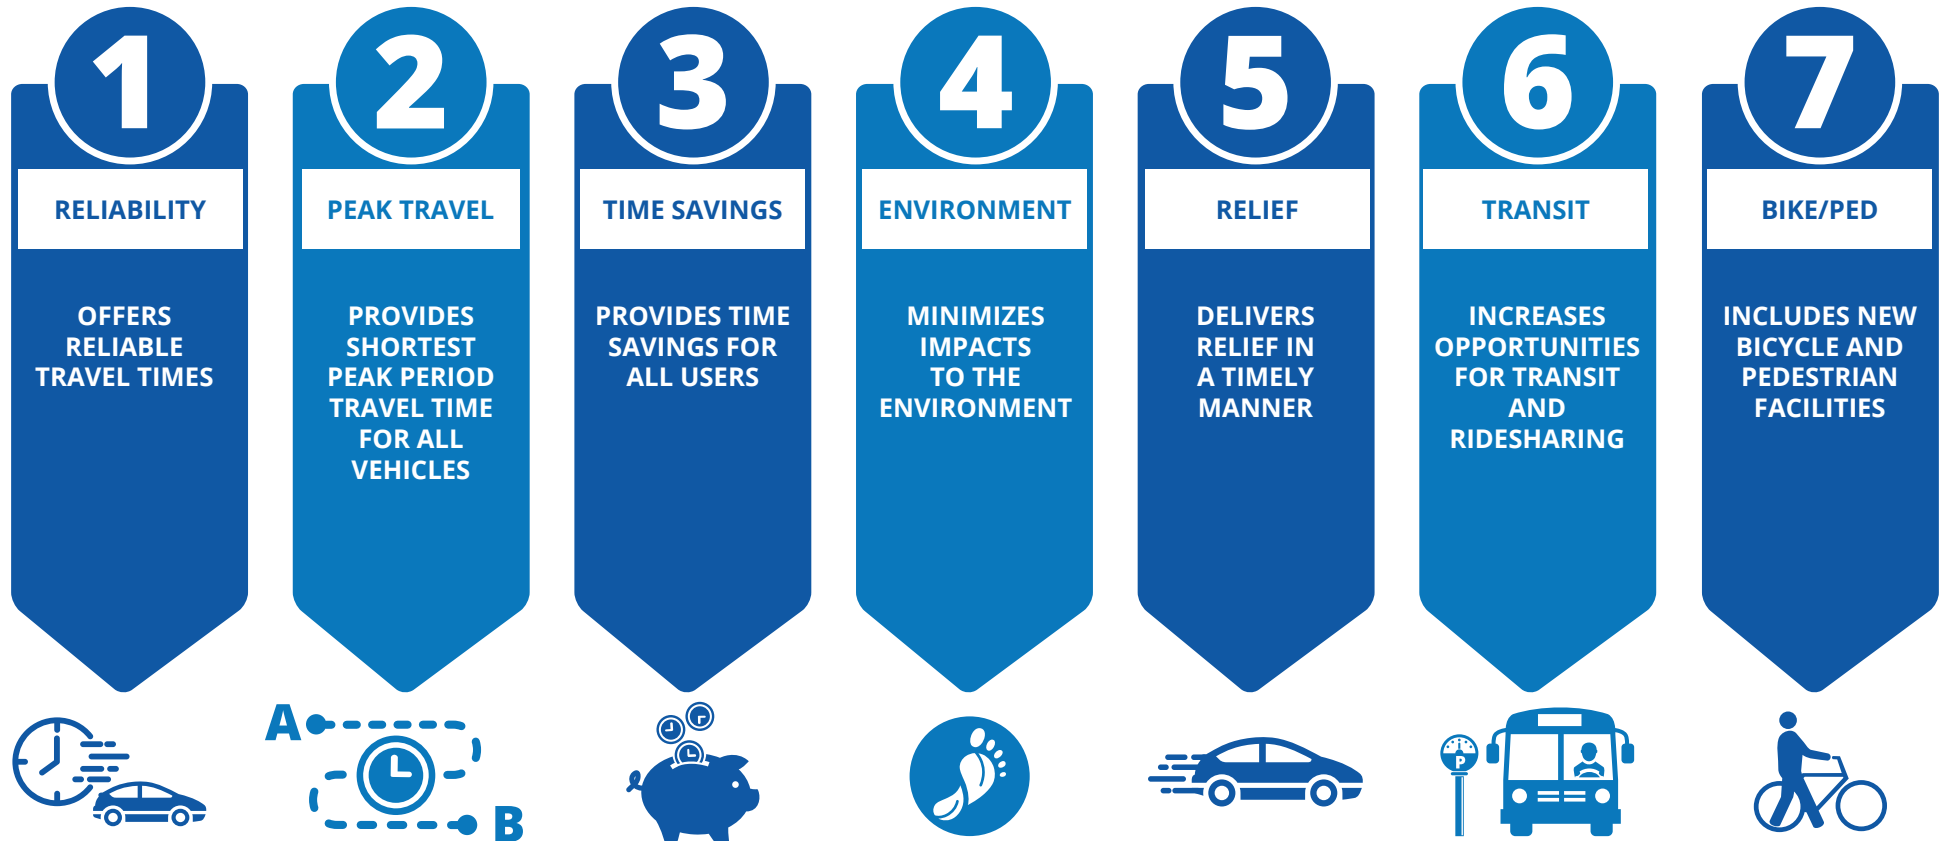 1
RELIABILITY
OFFERS
RELIABLE
TRAVEL TIMES
2
PEAK TRAVEL
PROVIDES
SHORTEST
PEAK PERIOD
TRAVEL TIME
FOR ALL
VEHICLES
A
B
3
TIME SAVINGS
PROVIDES TIME
SAVINGS FOR
ALL USERS
4
ENVIRONMENT
MINIMIZES
IMPACTS
TO THE
ENVIRONMENT
5
RELIEF
DELIVERS
RELIEF IN
A TIMELY
MANNER
6
TRANSIT
INCREASES
OPPORTUNITIES
FOR TRANSIT
AND
RIDESHARING
P
7
BIKE/PED
INCLUDES NEW
BICYCLE AND
PEDESTRIAN
FACILITIES